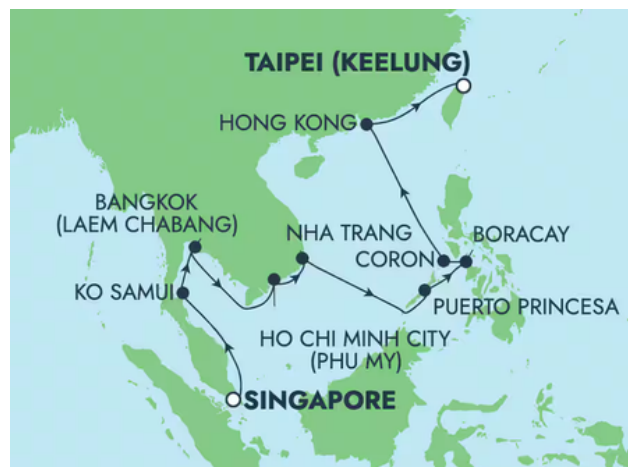 TAIPEI (KEELUNG)
HONG KONG
BANGKOK
(LAEM CHABANG)
NHA TRANG
BORACAY
CORON
KO SAMUI
PUERTO PRINCESA
HO CHI MINH CITY
(PHU MY)
SINGAPORE